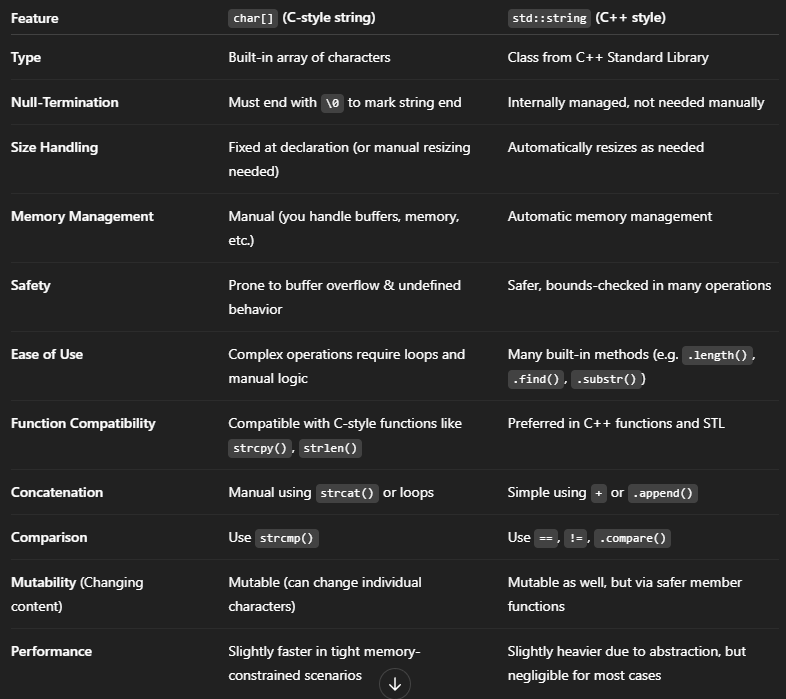 Feature char[] (C-style string) std::string (C++ style)
Type Built-in array of characters Class from C++ Standard Library
Null-Termination Must end with \0 to mark string end Internally managed, not needed manually
Size Handling Fixed at declaration (or manual resizing Automatically resizes as needed
needed)
Memory Management Manual (you handle buffers, memory, Automatic memory management
etc.)
Safety Prone to buffer overflow & undefined Safer, bounds-checked in many operations
behavior
Ease of Use Complex operations require loops and Many built-in methods (e.g. .length(),
manual logic .find(), .substr())
Function Compatibility Compatible with C-style functions like Preferred in C++ functions and STL
strcpy(), strlen()
Concatenation Manual using strcat() or loops Simple using + or .append()
Comparison Use strcmp() Use ==, !=, .compare()
Mutability (Changing Mutable (can change individual Mutable as well, but via safer member
content) characters) functions
Performance Slightly faster in tight memory- Slightly heavier due to abstraction, but
constrained scenarios negligible for most cases